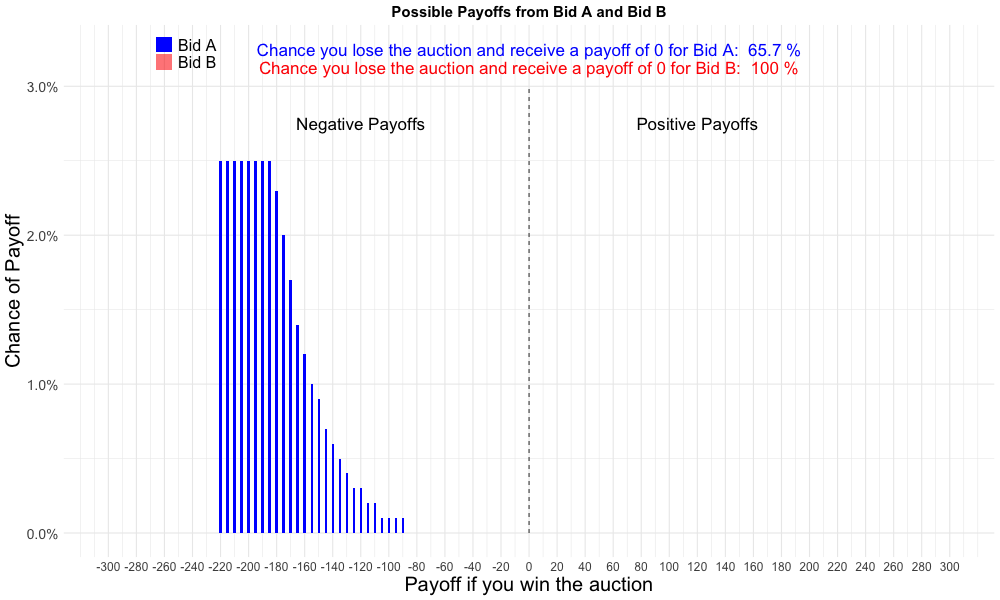 Possible Payoffs from Bid A and Bid B
Bid A
Bid B
Chance you lose the auction and receive a payoff of 0 for Bid A:  65.7 %
Chance you lose the auction and receive a payoff of 0 for Bid B:  100 %
Negative Payoffs
Positive Payoffs
Chance of Payoff
3.0%
2.0%
1.0%
0.0%
-300 -280 -260 -240 -220 -200 -180 -160 -140 -120 -100 -80 -60 -40 -20 0 20 40 60 80 100 120 140 160 180 200 220 240 260 280 300
Payoff if you win the auction